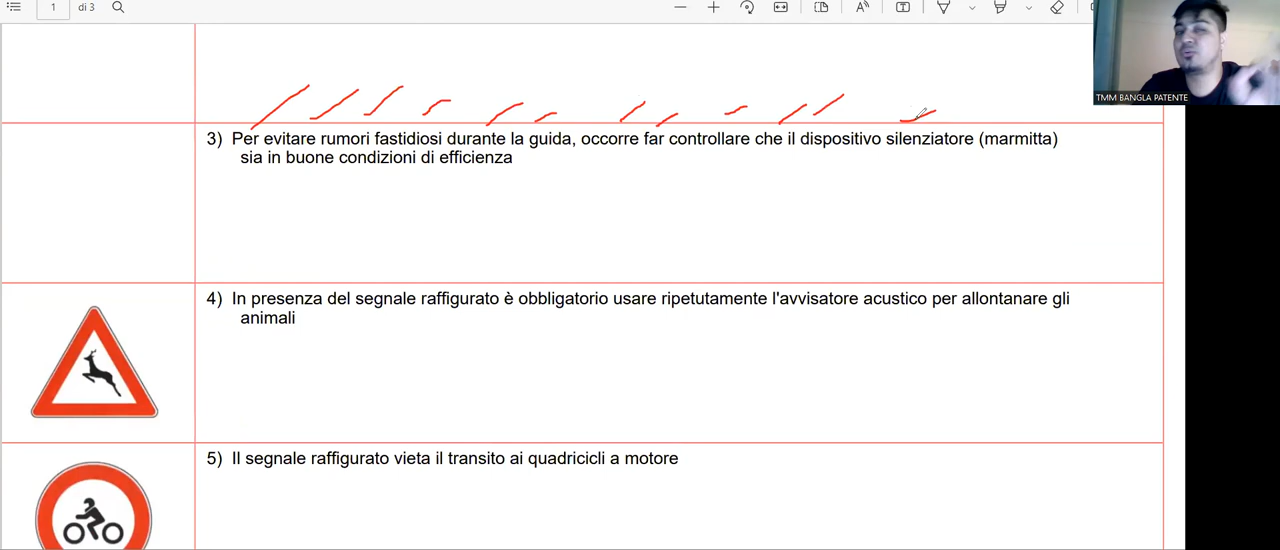 1 di 3
TMM BANGLA PATENTE
3) Per evitare rumori fastidiosi durante la guida, occorre far controllare che il dispositivo silenziatore (marmitta)
sia in buone condizioni di efficienza
4) In presenza del segnale raffigurato è obbligatorio usare ripetutamente l'avvisatore acustico per allontanare gli
animali
5) Il segnale raffigurato vieta il transito ai quadricicli a motore